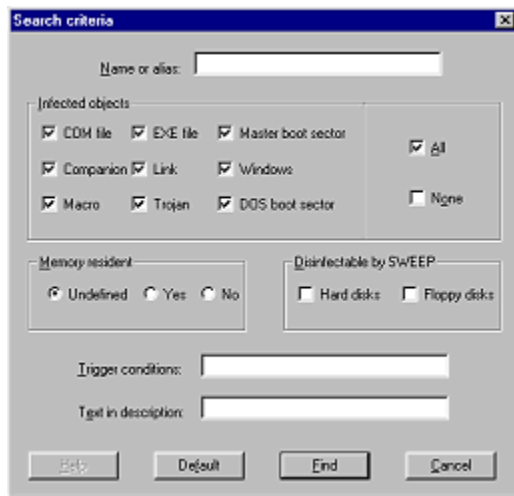 Search criteria
Name or alias:
Infected objects
COM file EXE file Master boot sector
All
Companion Link Windows
None
Macro Trojan DOS boot sector
Memory resident Disinfectable by SWEEP
Undefined Yes No Hard disks Floppy disks
Trigger conditions:
Text in description:
Help Default Find Cancel